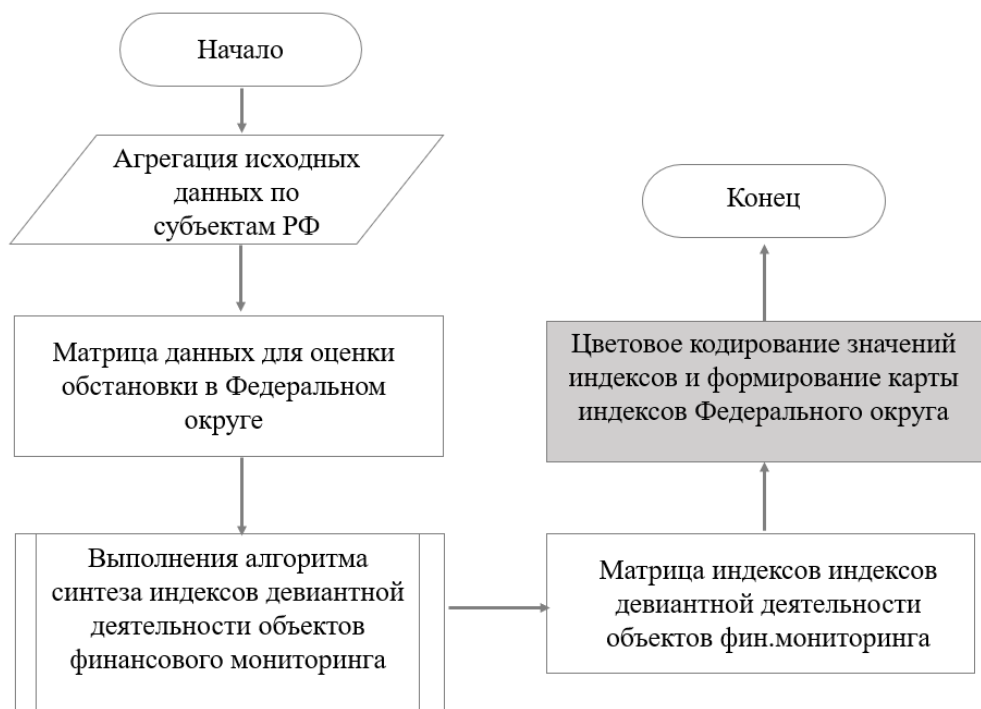 Начало
Агрегация исходных
данных по
субъектам РФ
Матрица данных для оценки
обстановки в Федеральном
округе
Выполнения алгоритма
синтеза индексов девиантной
деятельности объектов
финансового мониторинга
Матрица индексов индексов
девиантной деятельности
объектов фин.мониторинга
Цветовое кодирование значений
индексов и формирование карты
индексов Федерального округа
Конец